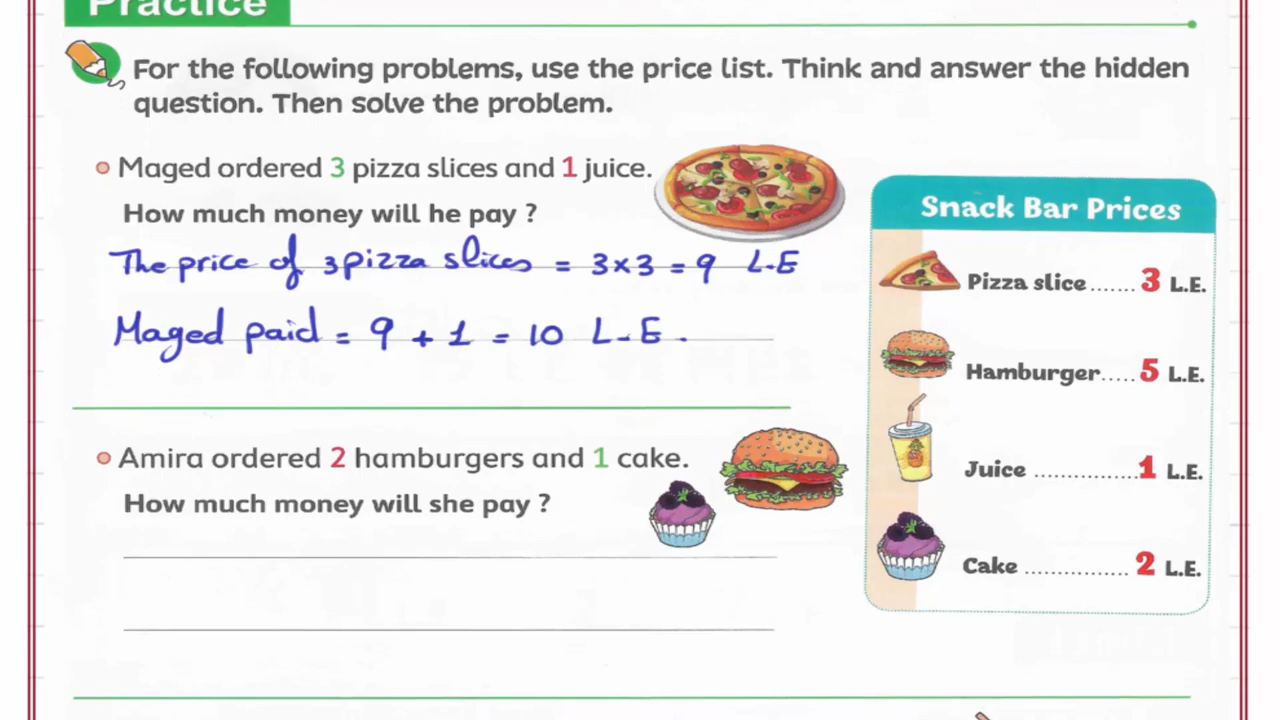 Practice
For the following problems, use the price list. Think and answer the hidden
question. Then solve the problem.
Maged ordered 3 pizza slices and 1 juice.
How much money will he pay ?
The price of 3 pizza slices = 3×3 = 9 L.E
Maged paid = 9 + 1 = 10 L.E.
Amira ordered 2 hamburgers and 1 cake.
How much money will she pay ?
Snack Bar Prices
Pizza slice ...... 3 L.E.
Hamburger ..... 5 L.E.
Juice .............. 1 L.E.
Cake .............. 2 L.E.